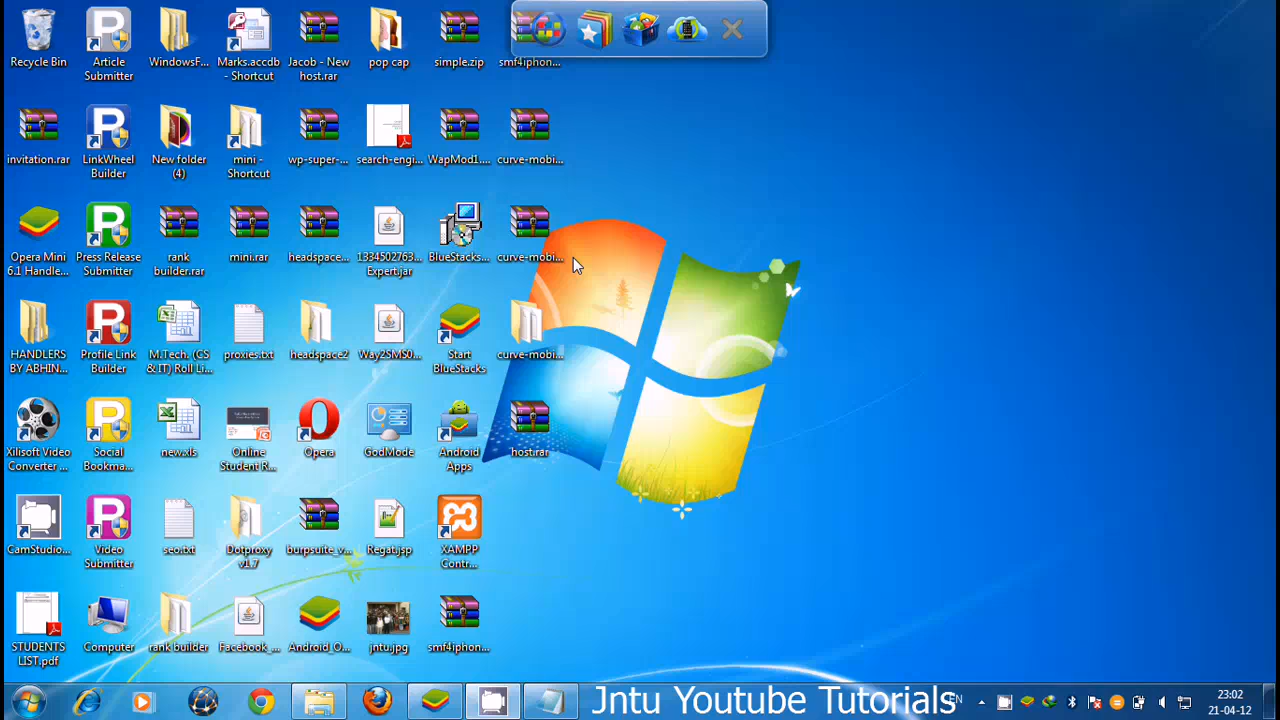 Recycle Bin
Article
Submitter
WindowsF...
Marks.accdb
- Shortcut
Jacob - New
host.rar
pop cap
simple.zip
smf4iphon...
invitation.rar
LinkWheel
Builder
New folder
(4)
mini -
Shortcut
wp-super-...
search-engi...
WapMod1....
curve-mobi...
Opera Mini
6.1 Handle...
Press Release
Submitter
rank
builder.rar
mini.rar
headspace...
1334502763...
Expert.jar
BlueStacks...
curve-mobi...
HANDLERS
BY ABHIN...
Profile Link
Builder
M.Tech. (CS
& IT) Roll Li...
proxies.txt
headspace2
Way2SMS0...
Start
BlueStacks
curve-mobi...
Xilisoft Video
Converter ...
Social
Bookma...
new.xls
Online
Student R...
Opera
GodMode
Android
Apps
host.rar
CamStudio...
Video
Submitter
seo.txt
Dotproxy
v1.7
burpsuite_v...
Regati.jsp
XAMPP
Contr...
STUDENTS
LIST.pdf
Computer
rank builder
Facebook_...
Android_O...
jntu.jpg
smf4iphon...
Jntu Youtube Tutorials
23:02
21-04-12